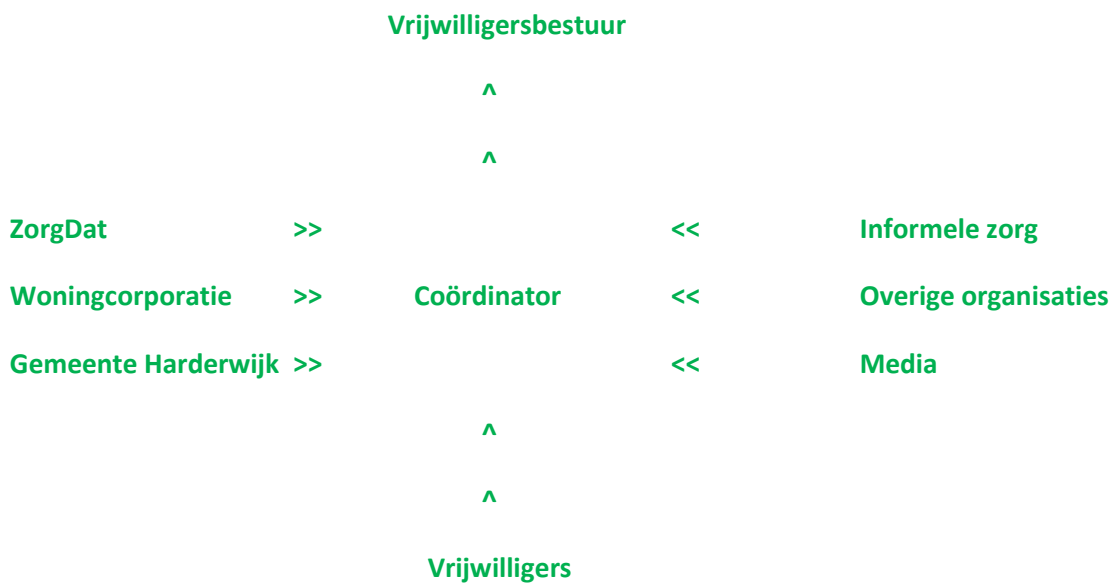 Vrijwilligersbestuur
^
^
ZorgDat >> << Informele zorg
Woningcorporatie >> Coördinator << Overige organisaties
Gemeente Harderwijk >> << Media
^
^
Vrijwilligers